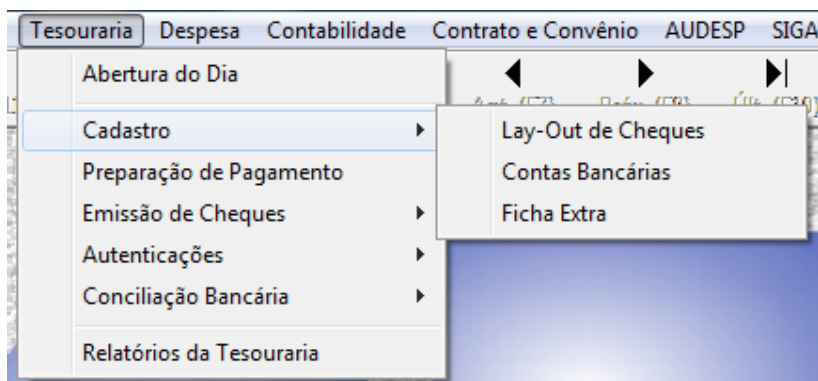 Tesouraria Despesa Contabilidade Contrato e Convênio AUDESP SIGA
Abertura do Dia
Cadastro
Preparação de Pagamento
Emissão de Cheques
Autenticações
Conciliação Bancária
Relatórios da Tesouraria
Lay-Out de Cheques
Contas Bancárias
Ficha Extra